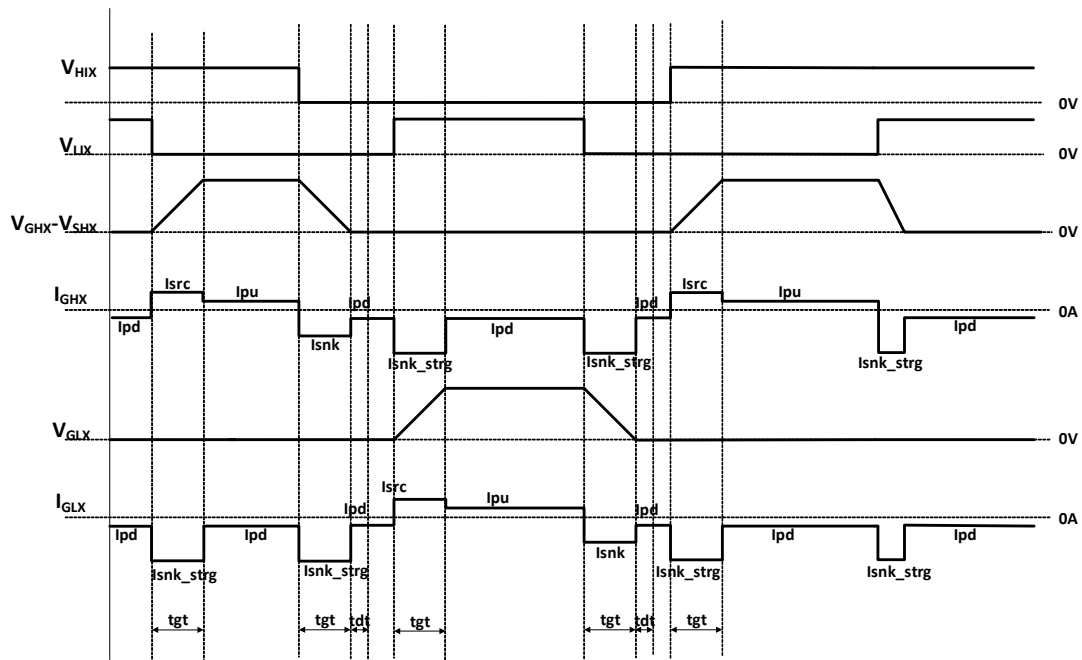 VHIX
0V
VLIX
0V
VGHX-VSHX
0V
Isrc
Isrc
IGHX
Ipu
Ipd
Ipd
Ipu
0A
Ipd
Ipd
Ipd
Isnk
Isnk_strg
Isnk_strg
Isnk_strg
VGLX
0V
Isrc
IGLX
Ipd
Ipu
Ipd
0A
Ipd
Ipd
Ipd
Ipd
Isnk
Isnk_strg
Isnk_strg
Isnk_strg
Isnk_strg
tgt
tgt
tdt
tgt
tgt
tdt
tgt